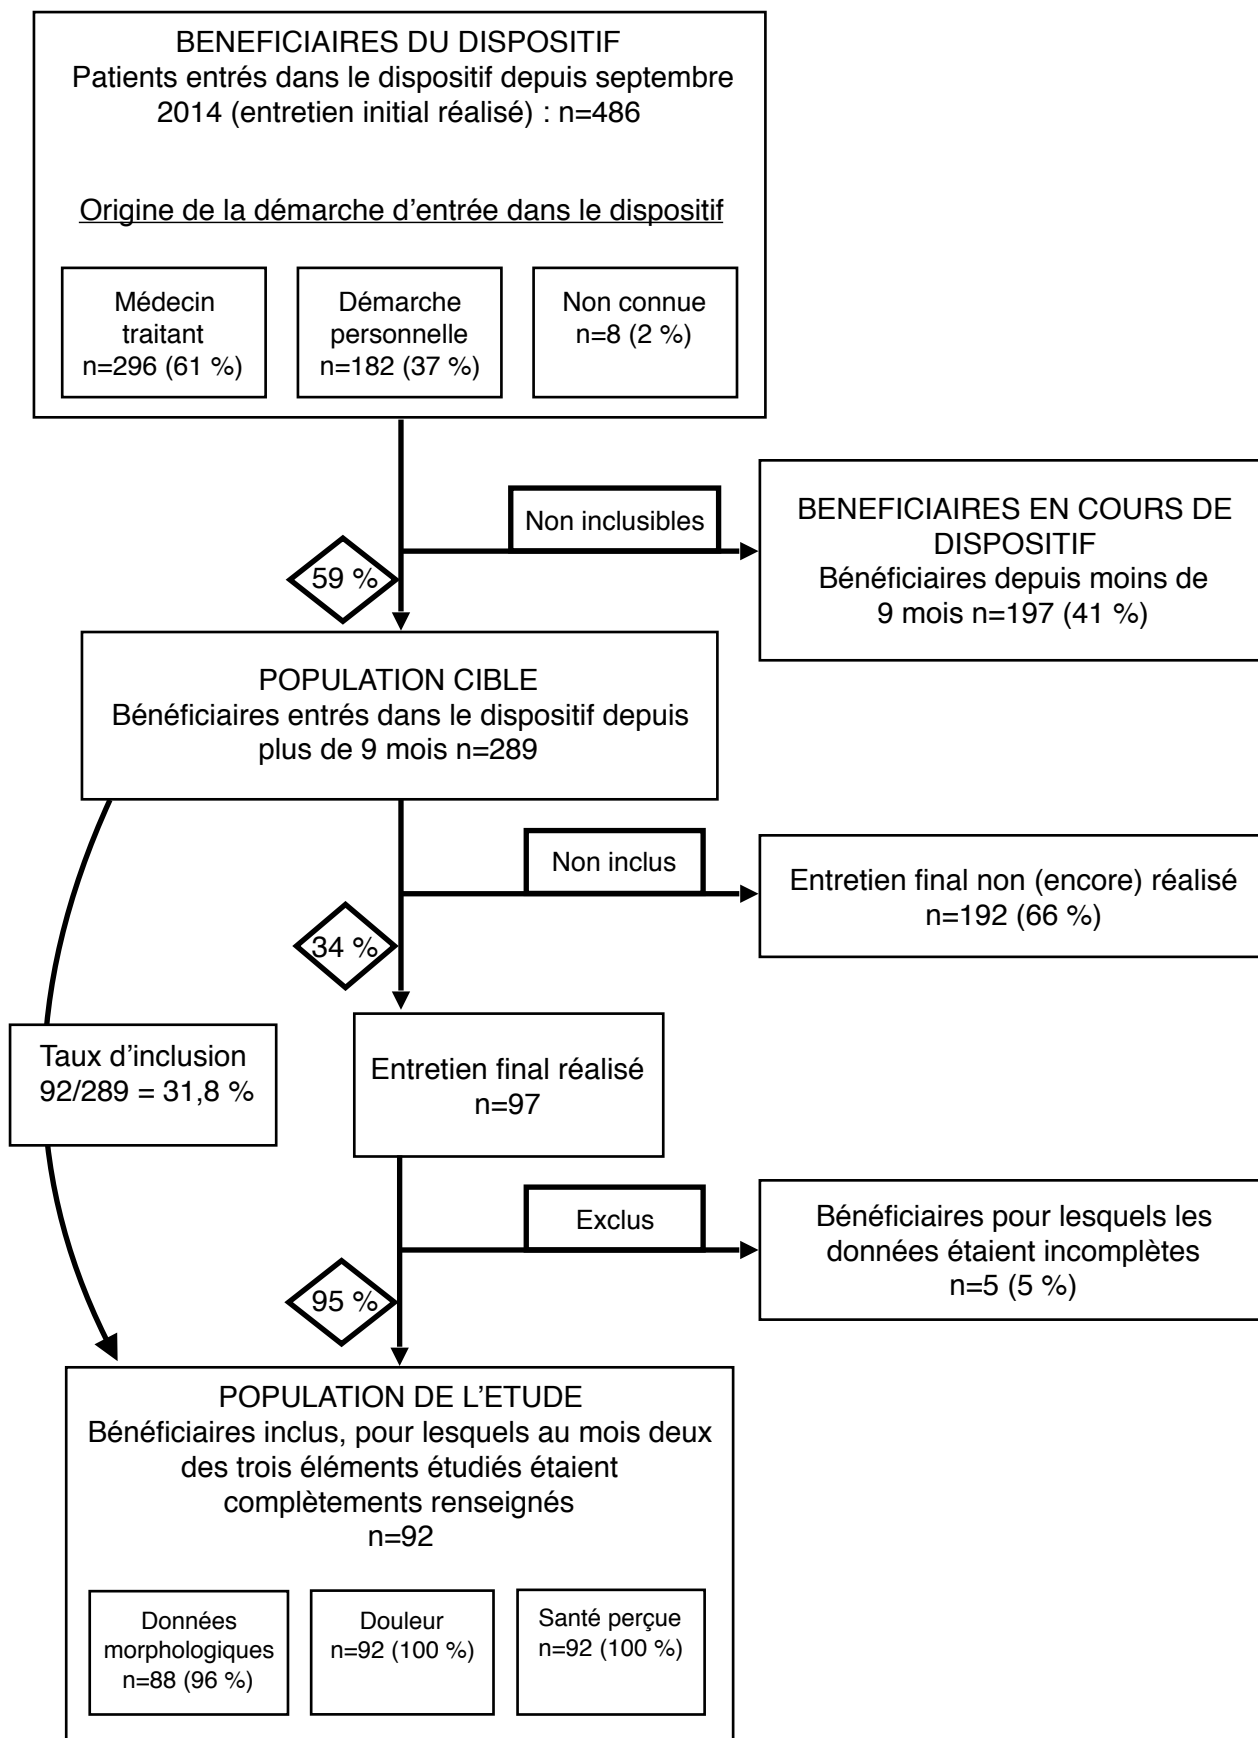 BENEFICIAIRES DU DISPOSITIF
Patients entrés dans le dispositif depuis septembre
2014 (entretien initial réalisé) : n=486
Origine de la démarche d’entrée dans le dispositif
Médecin
traitant
n=296 (61 %)
Démarche
personnelle
n=182 (37 %)
Non connue
n=8 (2 %)
Non inclusibles
BENEFICIAIRES EN COURS DE
DISPOSITIF
Bénéficiaires depuis moins de
9 mois n=197 (41 %)
59 %
POPULATION CIBLE
Bénéficiaires entrés dans le dispositif depuis
plus de 9 mois n=289
Non inclus
Entretien final non (encore) réalisé
n=192 (66 %)
34 %
Taux d’inclusion
92/289 = 31,8 %
Entretien final réalisé
n=97
Exclus
Bénéficiaires pour lesquels les
données étaient incomplètes
n=5 (5 %)
95 %
POPULATION DE L’ETUDE
Bénéficiaires inclus, pour lesquels au mois deux
des trois éléments étudiés étaient
complètements renseignés
n=92
Données
morphologiques
n=88 (96 %)
Douleur
n=92 (100 %)
Santé perçue
n=92 (100 %)